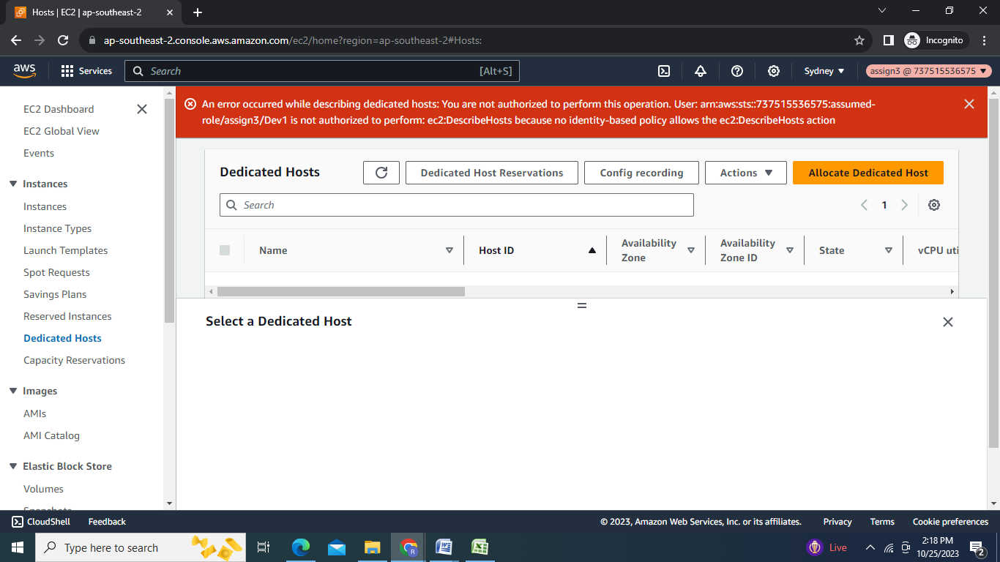 Hosts | EC2 | ap-southeast-2
ap-southeast-2.console.aws.amazon.com/ec2/home?region=ap-southeast-2#Hosts:
Incognito
aws
Services
Search
[Alt+S]
Sydney
assign3 @ 737515536575
EC2 Dashboard
EC2 Global View
Events
Instances
Instances
Instance Types
Launch Templates
Spot Requests
Savings Plans
Reserved Instances
Dedicated Hosts
Capacity Reservations
Images
AMIs
AMI Catalog
Elastic Block Store
Volumes
Snapshots
An error occurred while describing dedicated hosts: You are not authorized to perform this operation. User: arn:aws:sts::737515536575:assumed-
role/assign3/Dev1 is not authorized to perform: ec2:DescribeHosts because no identity-based policy allows the ec2:DescribeHosts action
Dedicated Hosts
Dedicated Host Reservations
Config recording
Actions
Allocate Dedicated Host
Search
1
Name
Host ID
Availability
Zone
Availability
Zone ID
State
vCPU uti
Select a Dedicated Host
CloudShell
Feedback
© 2023, Amazon Web Services, Inc. or its affiliates.
Privacy
Terms
Cookie preferences
Type here to search
R
Live
2:18 PM
10/25/2023
2